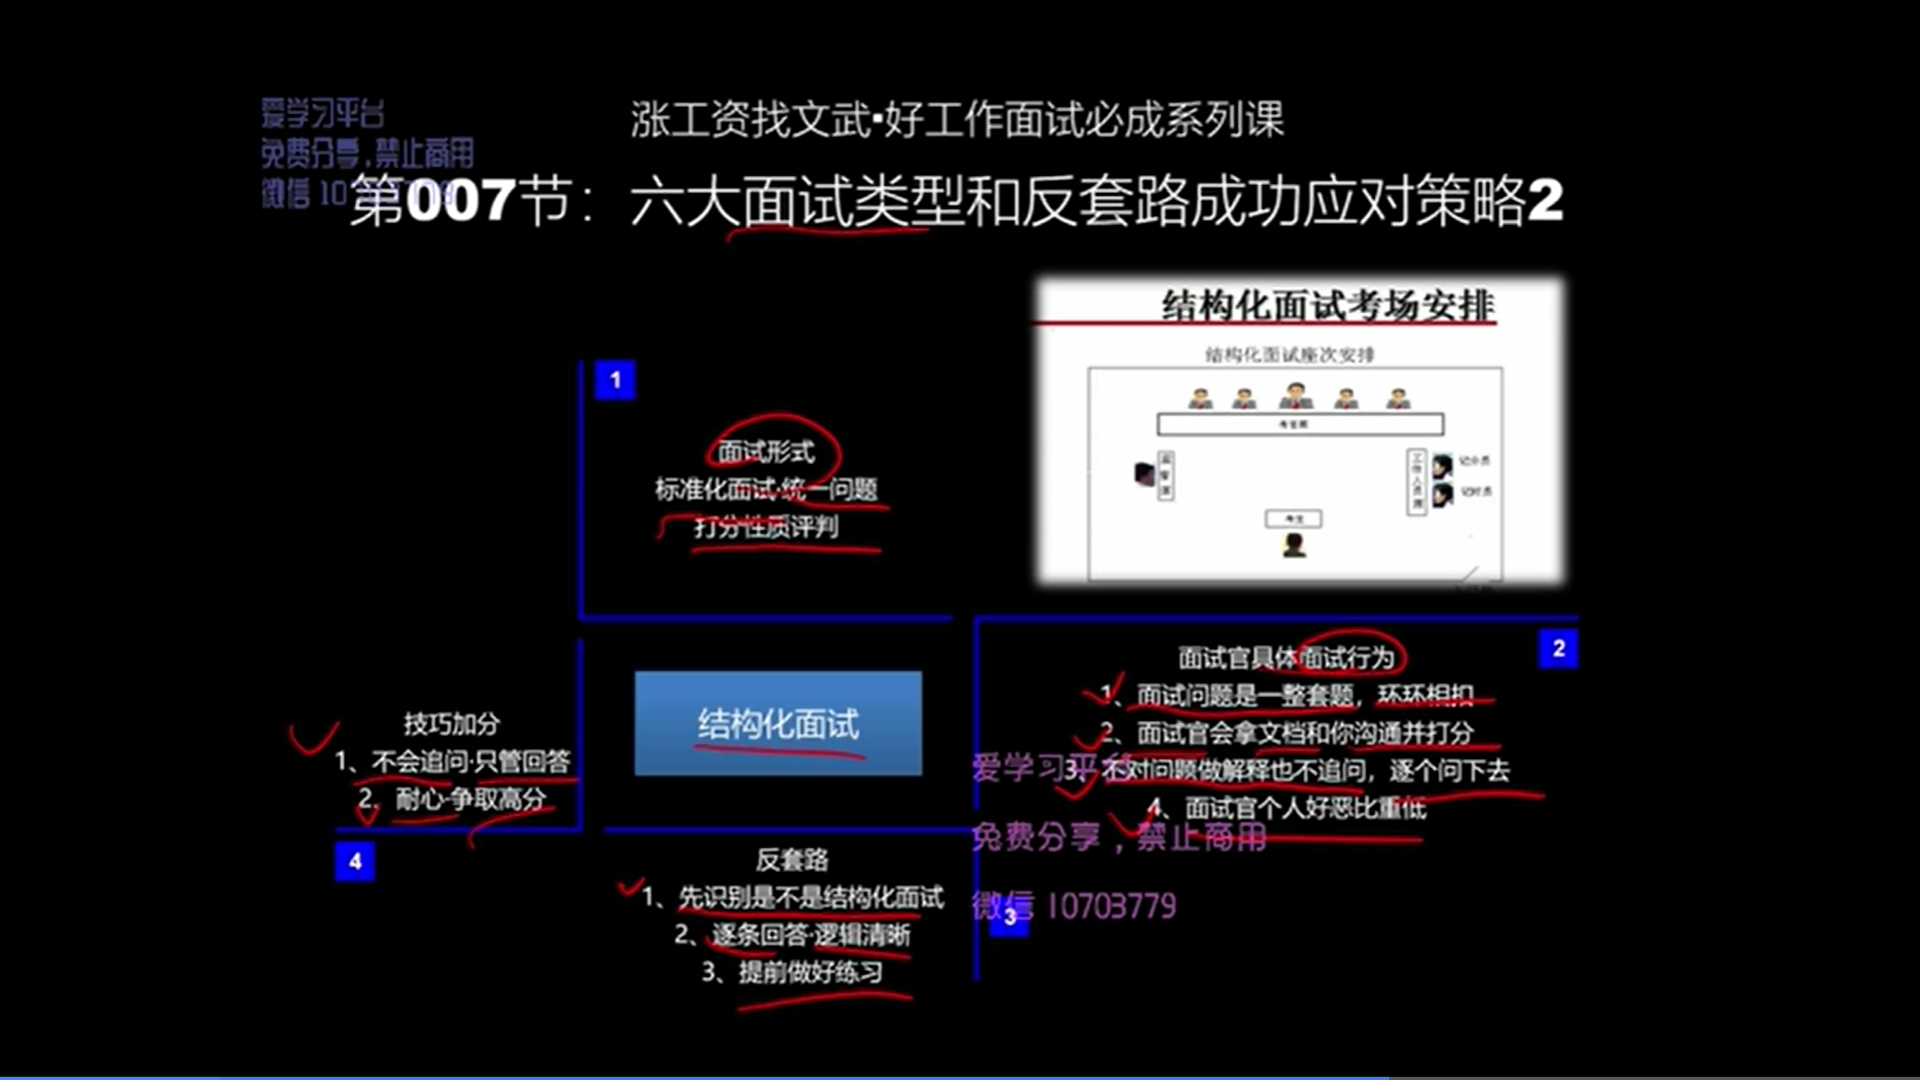 爱学习平台
免费分享,禁止商用
微信 10
涨工资找文武·好工作面试必成系列课
第007节：六大面试类型和反套路成功应对策略2
结构化面试考场安排
结构化面试座次安排
考官席
监督席
工作人员席
记分员
记时员
考生
1
面试形式
标准化面试·统一问题
打分性质评判
2
面试官具体面试行为
1、面试问题是一整套题，环环相扣
2、面试官会拿文档和你沟通并打分
3、不对问题做解释也不追问，逐个问下去
4、面试官个人好恶比重低
结构化面试
技巧加分
1、不会追问·只管回答
2、耐心·争取高分
4
反套路
1、先识别是不是结构化面试
2、逐条回答·逻辑清晰
3、提前做好练习
3
爱学习平台
免费分享，禁止商用
微信 10703779